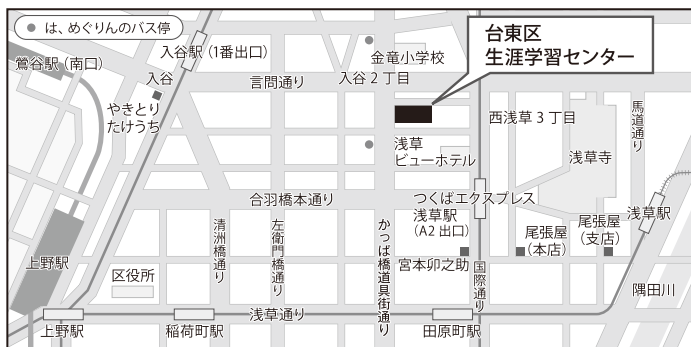 は、めぐりんのバス停
台東区
生涯学習センター
鶯谷駅(南口)
入谷駅(1番出口)
金竜小学校
入谷
言問通り
入谷2丁目
やきとり
たけうち
西浅草3丁目
馬道通り
浅草
ビューホテル
浅草寺
合羽橋本通り
つくばエクスプレス
浅草駅
(A2出口)
浅草駅
清洲橋通り
左衛門橋通り
かっぱ橋道具街通り
尾張屋
(本店)
尾張屋
(支店)
上野駅
区役所
宮本卯之助
国際通り
隅田川
浅草通り
上野駅
稲荷町駅
田原町駅